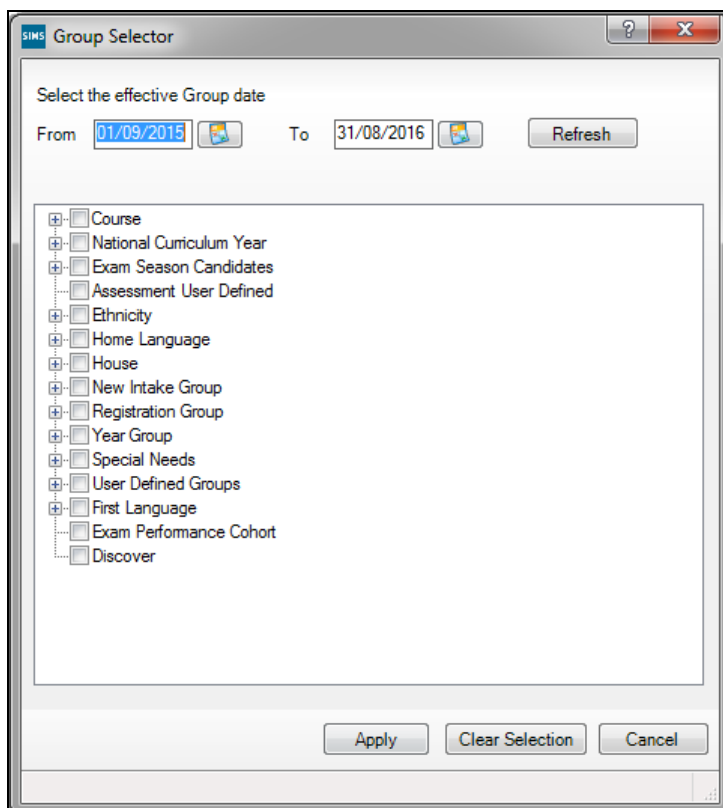 SIMS Group Selector
Select the effective Group date
From 01/09/2015 To 31/08/2016 Refresh
Course
National Curriculum Year
Exam Season Candidates
Assessment User Defined
Ethnicity
Home Language
House
New Intake Group
Registration Group
Year Group
Special Needs
User Defined Groups
First Language
Exam Performance Cohort
Discover
Apply Clear Selection Cancel